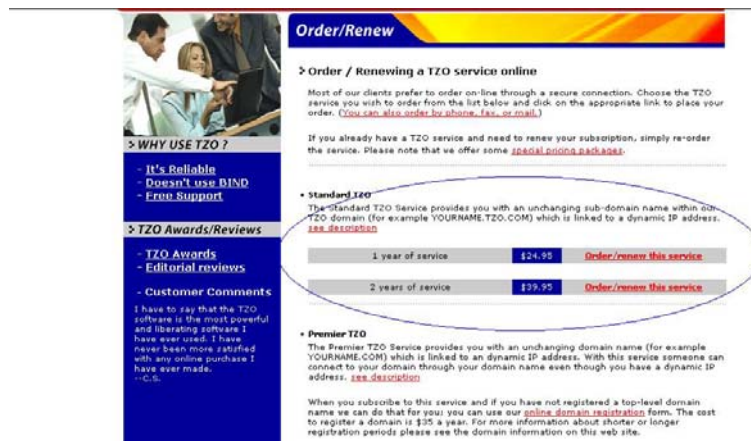 Order/Renew
WHY USE TZO ?
- It's Reliable
- Doesn't use BIND
- Free Support
TZO Awards/Reviews
- TZO Awards
- Editorial reviews
- Customer Comments
I have to say that the TZO
software is the most powerful
and liberating software I
have ever used. I have
never been more satisfied
with any online purchase I
have ever made.
--C.S.
Order / Renewing a TZO service online
Most of our clients prefer to order on-line through a secure connection. Choose the TZO
service you wish to order from the list below and click on the appropriate link to place your
order. (You can also order by phone, fax, or mail.)
If you already have a TZO service and need to renew your subscription, simply re-order
the service. Please note that we offer some special pricing packages.
• Standard TZO
The Standard TZO Service provides you with an unchanging sub-domain name within our
TZO domain (for example YOURNAME.TZO.COM) which is linked to a dynamic IP address.
see description
1 year of service $24.95 Order/renew this service
2 years of service $39.95 Order/renew this service
• Premier TZO
The Premier TZO Service provides you with an unchanging domain name (for example
YOURNAME.COM) which is linked to an dynamic IP address. With this service someone can
connect to your domain through your domain name even though you have a dynamic IP
address. see description
When you subscribe to this service and if you have not registered a top-level domain
name we can do that for you; you can use our online domain registration form. The cost
to register a domain is $35 a year. For more information about shorter or longer
registration periods please see the domain information on this web site.